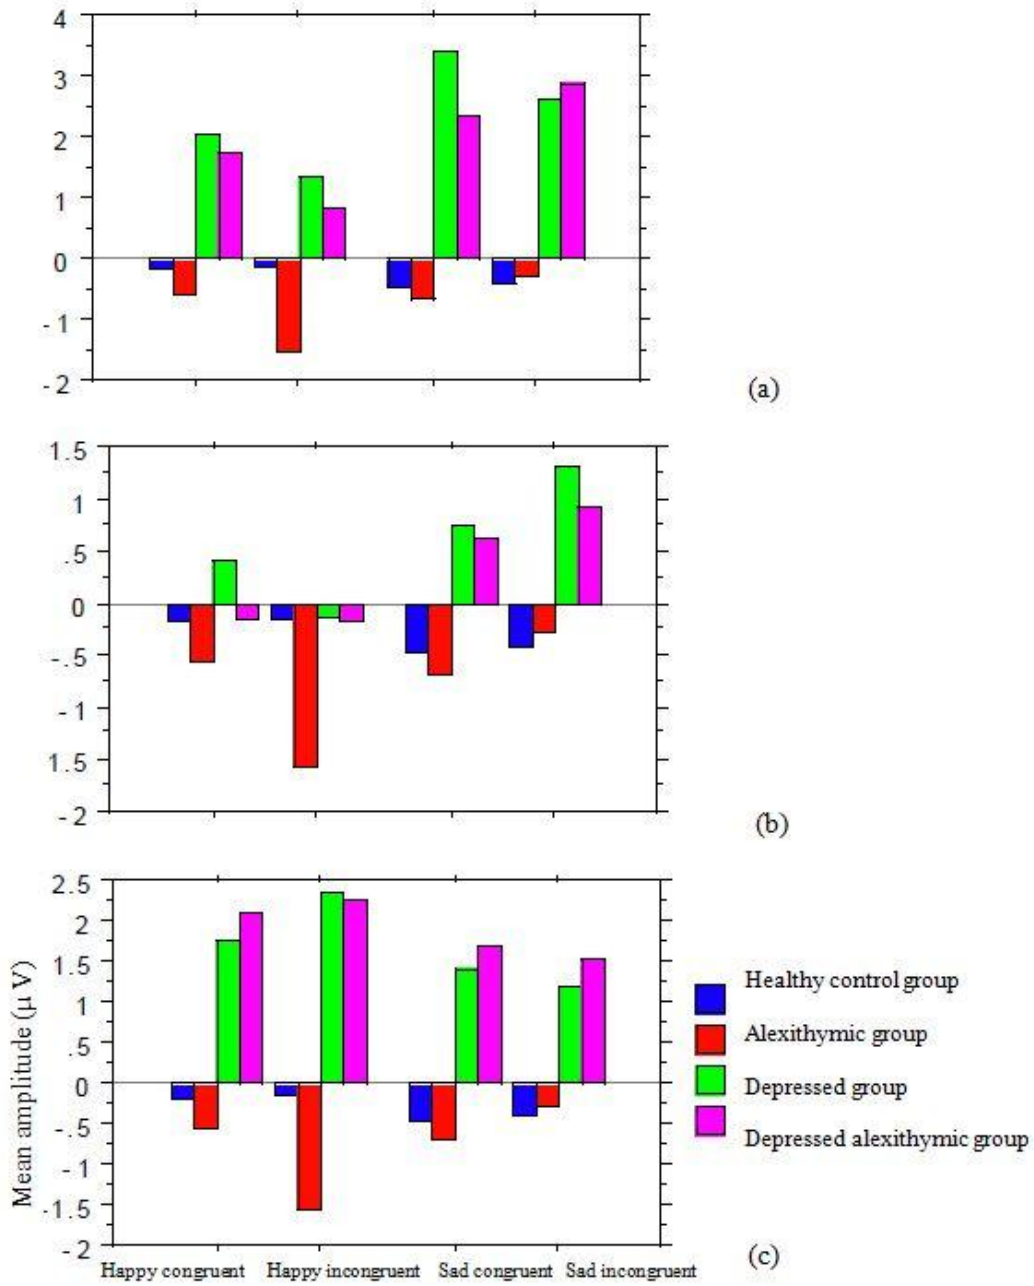 4
3
2
1
0
- 1
- 2
(a)
1.5
1
.5
0
-.5
- 1
1.5
- 2
(b)
Mean amplitude (μ V)
2.5
2
1.5
1
.5
0
-.5
- 1
-1.5
- 2
Happy congruent Happy incongruent Sad congruent Sad incongruent
Healthy control group
Alexithymic group
Depressed group
Depressed alexithymic group
(c)